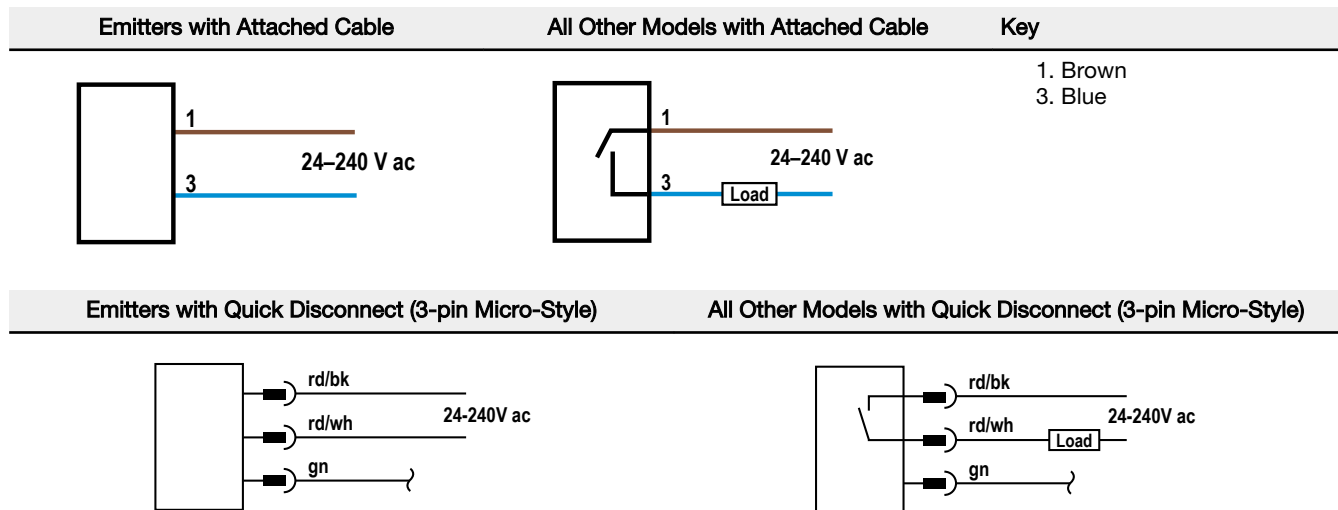 Emitters with Attached Cable
All Other Models with Attached Cable
Key
1
24–240 V ac
3
1
24–240 V ac
3
Load
1. Brown
3. Blue
Emitters with Quick Disconnect (3-pin Micro-Style)
All Other Models with Quick Disconnect (3-pin Micro-Style)
rd/bk
24-240V ac
rd/wh
gn
rd/bk
24-240V ac
rd/wh
Load
gn